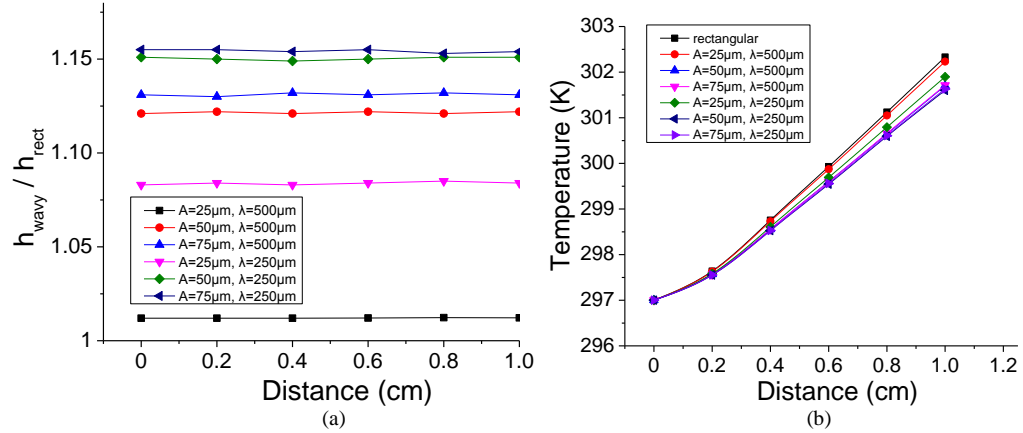 1.15
1.10
1.05
1
h_wavy / h_rect
A=25μm, λ=500μm
A=50μm, λ=500μm
A=75μm, λ=500μm
A=25μm, λ=250μm
A=50μm, λ=250μm
A=75μm, λ=250μm
0 0.2 0.4 0.6 0.8 1.0
Distance (cm)
(a)
303
302
301
300
299
298
297
296
Temperature (K)
rectangular
A=25μm, λ=500μm
A=50μm, λ=500μm
A=75μm, λ=500μm
A=25μm, λ=250μm
A=50μm, λ=250μm
A=75μm, λ=250μm
0 0.2 0.4 0.6 0.8 1.0 1.2
Distance (cm)
(b)